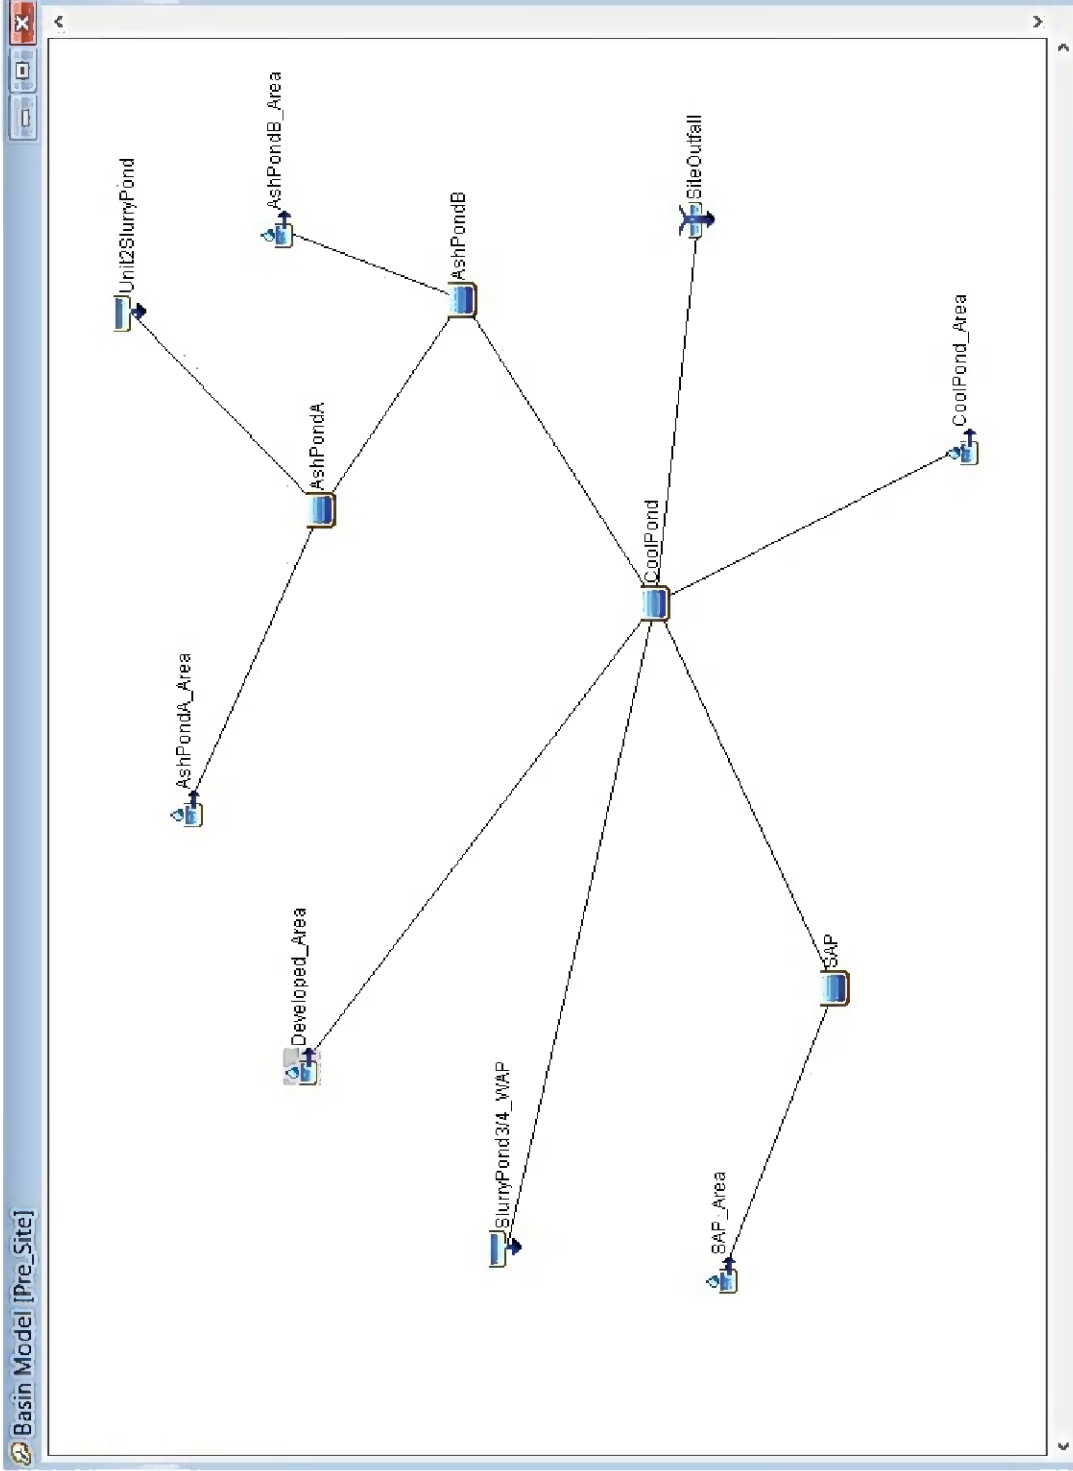 Basin Model [Pre_Site]
SAP_Area
SlurryPond3/4_WAP
Developed_Area
SAP
AshPondA_Area
CoolPond
AshPondA
CoolPond_Area
Unit2SlurryPond
AshPondB
AshPondB_Area
SiteOutfall